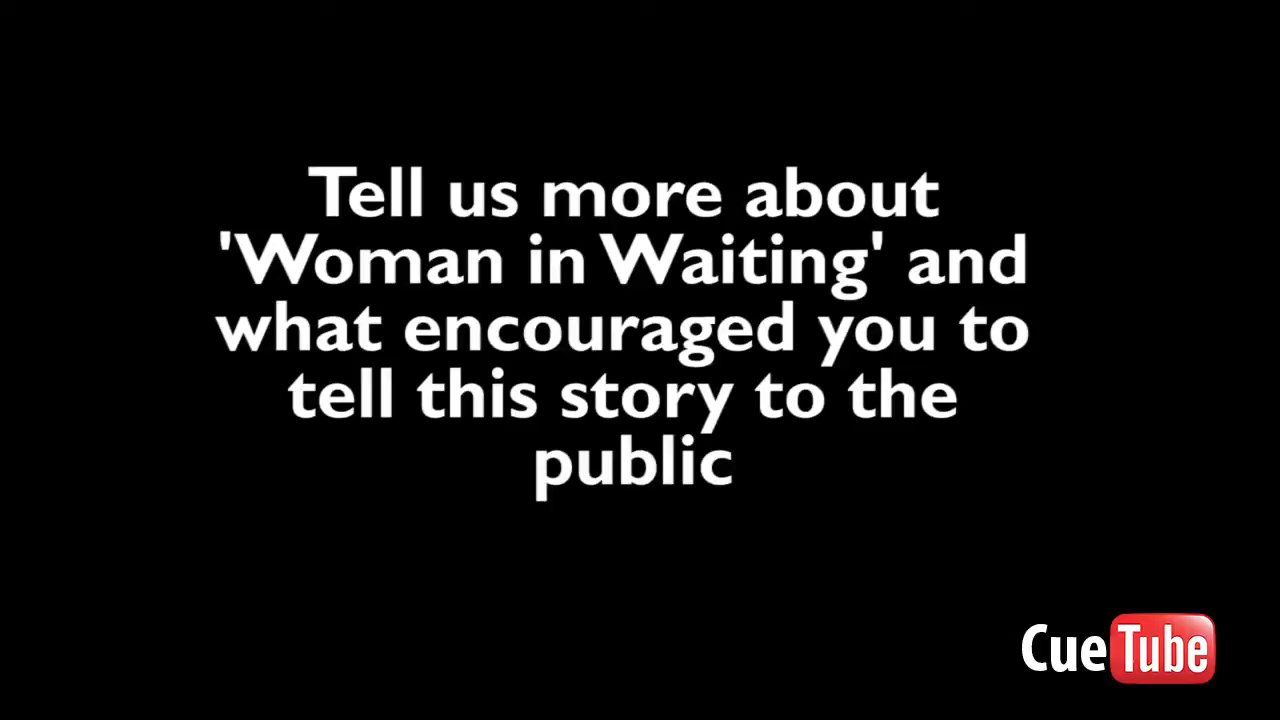 Tell us more about
'Woman in Waiting' and
what encouraged you to
tell this story to the
public
CueTube